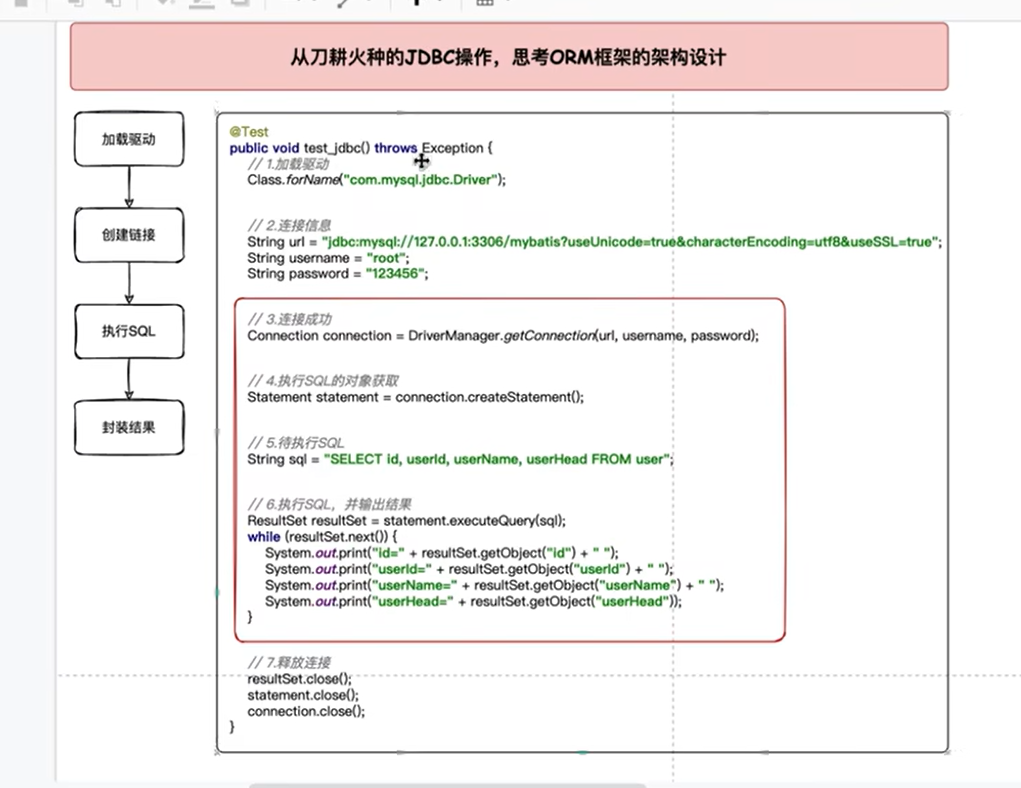 从刀耕火种的JDBC操作，思考ORM框架的架构设计
加载驱动
创建链接
执行SQL
封装结果
@Test
public void test_jdbc() throws Exception {
// 1.加载驱动
Class.forName("com.mysql.jdbc.Driver");
// 2.连接信息
String url = "jdbc:mysql://127.0.0.1:3306/mybatis?useUnicode=true&characterEncoding=utf8&useSSL=true";
String username = "root";
String password = "123456";
// 3.连接成功
Connection connection = DriverManager.getConnection(url, username, password);
// 4.执行SQL的对象获取
Statement statement = connection.createStatement();
// 5.待执行SQL
String sql = "SELECT id, userId, userName, userHead FROM user";
// 6.执行SQL，并输出结果
ResultSet resultSet = statement.executeQuery(sql);
while (resultSet.next()) {
System.out.print("id=" + resultSet.getObject("id") + " ");
System.out.print("userId=" + resultSet.getObject("userId") + " ");
System.out.print("userName=" + resultSet.getObject("userName") + " ");
System.out.print("userHead=" + resultSet.getObject("userHead"));
}
// 7.释放连接
resultSet.close();
statement.close();
connection.close();
}